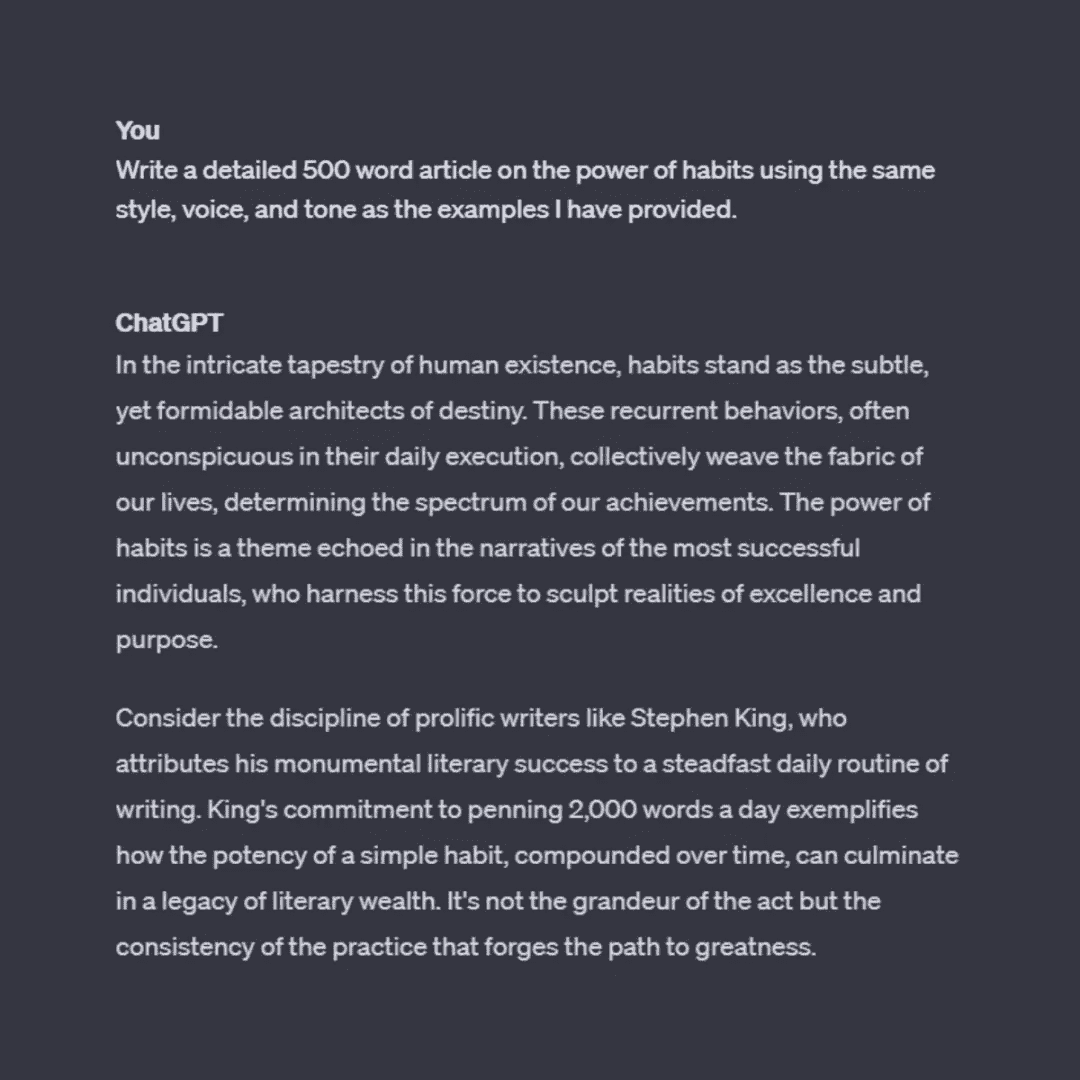 You
Write a detailed 500 word article on the power of habits using the same
style, voice, and tone as the examples I have provided.
ChatGPT
In the intricate tapestry of human existence, habits stand as the subtle,
yet formidable architects of destiny. These recurrent behaviors, often
unconspicuous in their daily execution, collectively weave the fabric of
our lives, determining the spectrum of our achievements. The power of
habits is a theme echoed in the narratives of the most successful
individuals, who harness this force to sculpt realities of excellence and
purpose.
Consider the discipline of prolific writers like Stephen King, who
attributes his monumental literary success to a steadfast daily routine of
writing. King's commitment to penning 2,000 words a day exemplifies
how the potency of a simple habit, compounded over time, can culminate
in a legacy of literary wealth. It's not the grandeur of the act but the
consistency of the practice that forges the path to greatness.